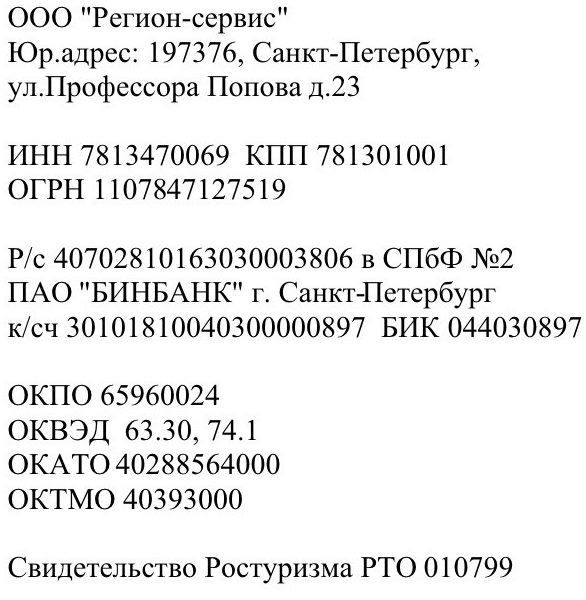 ООО "Регион-сервис"
Юр.адрес: 197376, Санкт-Петербург,
ул.Профессора Попова д.23
ИНН 7813470069 КПП 781301001
ОГРН 1107847127519
Р/с 40702810163030003806 в СПбФ №2
ПАО "БИНБАНК" г. Санкт-Петербург
к/сч 30101810040300000897 БИК 044030897
ОКПО 65960024
ОКВЭД 63.30, 74.1
ОКАТО 40288564000
ОКТМО 40393000
Свидетельство Ростуризма РТО 010799